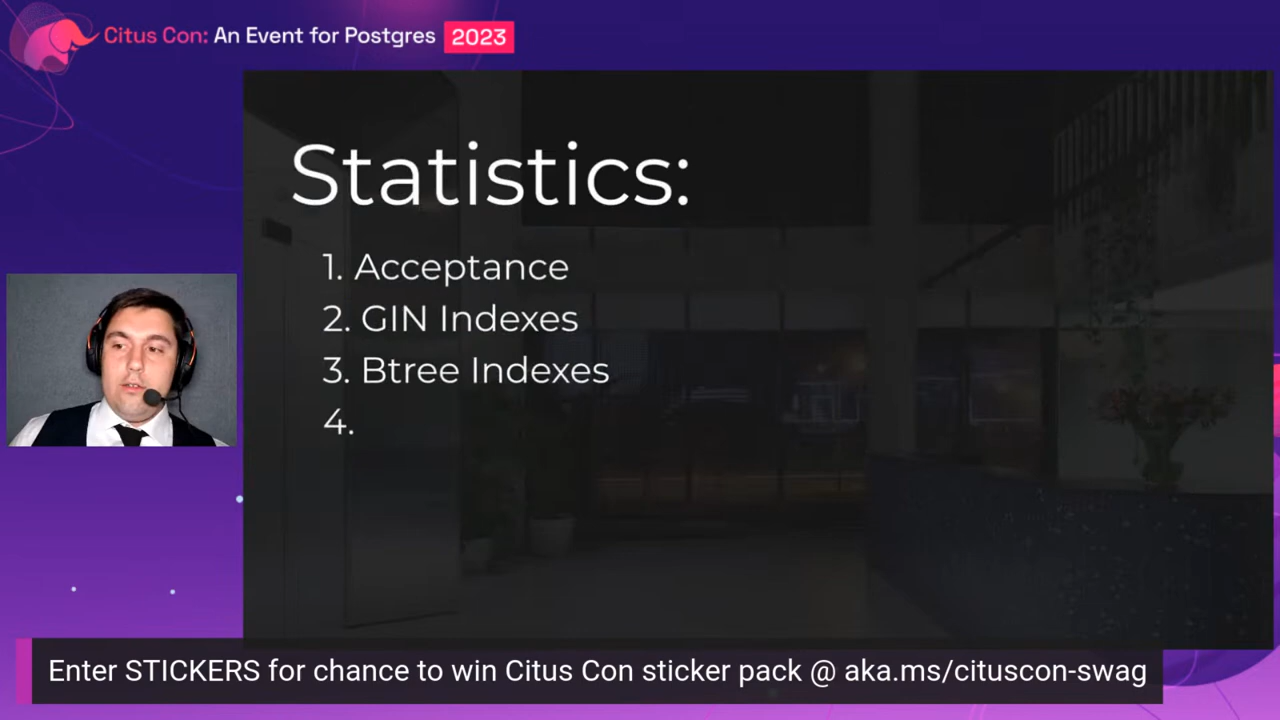 Citus Con: An Event for Postgres 2023
Statistics:
1. Acceptance
2. GIN Indexes
3. Btree Indexes
4.
Enter STICKERS for chance to win Citus Con sticker pack @ aka.ms/cituscon-swag